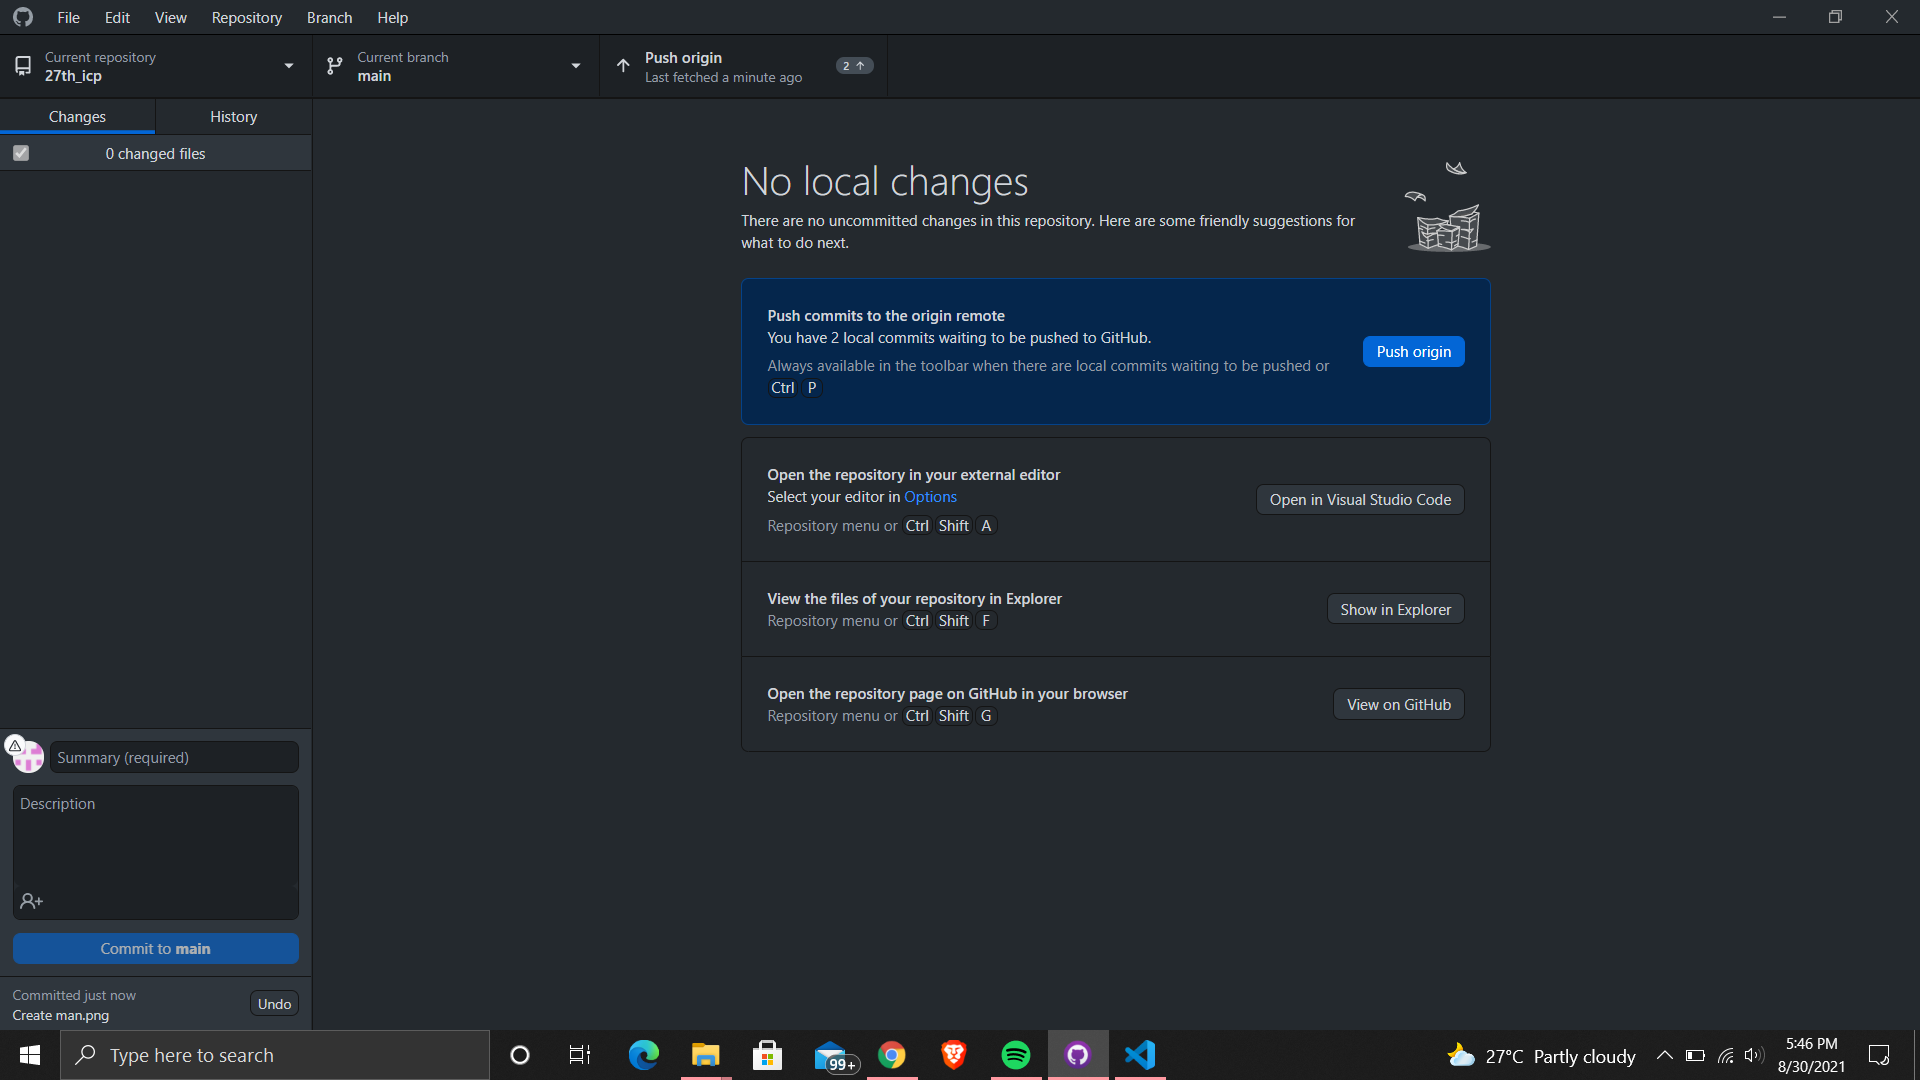 File Edit View Repository Branch Help
Current repository
27th_icp
Current branch
main
Push origin
Last fetched a minute ago
2
Changes History
0 changed files
No local changes
There are no uncommitted changes in this repository. Here are some friendly suggestions for
what to do next.
Push commits to the origin remote
You have 2 local commits waiting to be pushed to GitHub.
Always available in the toolbar when there are local commits waiting to be pushed or
Ctrl P
Push origin
Open the repository in your external editor
Select your editor in Options
Repository menu or Ctrl Shift A
Open in Visual Studio Code
View the files of your repository in Explorer
Repository menu or Ctrl Shift F
Show in Explorer
Open the repository page on GitHub in your browser
Repository menu or Ctrl Shift G
View on GitHub
Summary (required)
Description
Commit to main
Committed just now
Create man.png
Undo
Type here to search
99+
27°C Partly cloudy
5:46 PM
8/30/2021